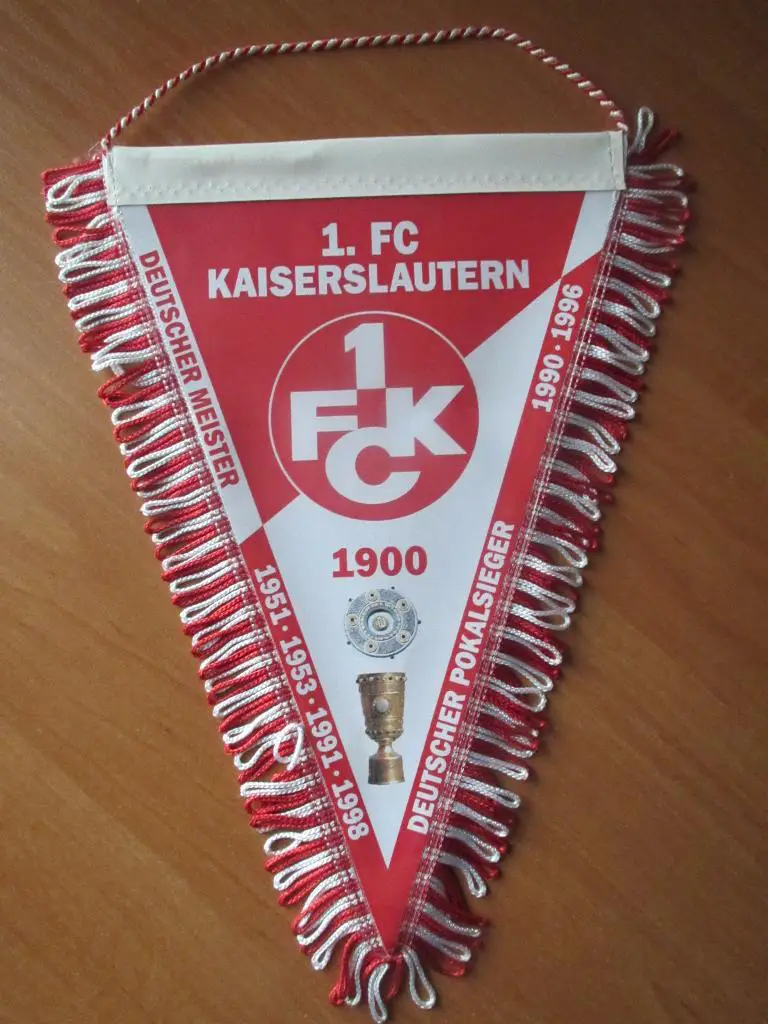 1. FC
KAISERSLAUTERN
1
FCK
1900
DEUTSCHER MEISTER
1951 · 1953 · 1991 · 1998
DEUTSCHER POKALSIEGER
1990 · 1996